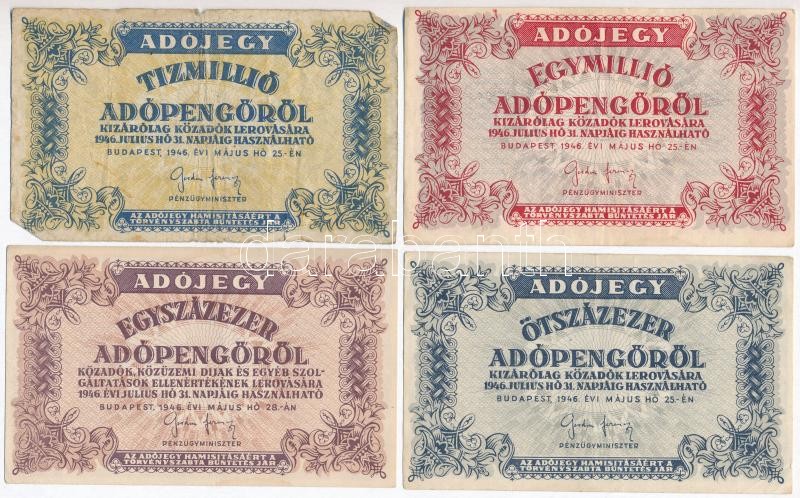 ADÓJEGY
TIZMILLIÓ
ADÓPENGŐRŐL
KIZÁRÓLAG KÖZADÓK LEROVÁSÁRA
1946. JULIUS HÓ 31. NAPJÁIG HASZNÁLHATÓ
BUDAPEST, 1946. ÉVI MÁJUS HÓ 25-ÉN
PÉNZÜGYMINISZTER
AZ ADÓJEGY HAMISITÁSÁÉRT A
TÖRVÉNYSZABTA BÜNTETÉS JÁR
ADÓJEGY
EGYMILLIÓ
ADÓPENGŐRŐL
KIZÁRÓLAG KÖZADÓK LEROVÁSÁRA
1946. JULIUS HÓ 31. NAPJÁIG HASZNÁLHATÓ
BUDAPEST, 1946. ÉVI MÁJUS HÓ 25.-ÉN
PÉNZÜGYMINISZTER
AZ ADÓJEGY HAMISITÁSÁÉRT A
TÖRVÉNYSZABTA BÜNTETÉS JÁR
darabanth
ADÓJEGY
EGYSZÁZEZER
ADÓPENGŐRŐL
KÖZADÓK, KÖZÜZEMI DIJAK ÉS EGYÉB SZOL-
GÁLTATÁSOK ELLENÉRTÉKÉNEK LEROVÁSÁRA
1946. ÉVI JULIUS HÓ 31. NAPJÁIG HASZNÁLHATÓ
BUDAPEST, 1946. ÉVI MÁJUS HÓ 28.-ÁN
PÉNZÜGYMINISZTER
AZ ADÓJEGY HAMISITÁSÁÉRT A
TÖRVÉNYSZABTA BÜNTETÉS JÁR
ADÓJEGY
ÖTSZÁZEZER
ADÓPENGŐRŐL
KIZÁRÓLAG KÖZADÓK LEROVÁSÁRA
1946. JULIUS HÓ 31. NAPJÁIG HASZNÁLHATÓ
BUDAPEST, 1946. ÉVI MÁJUS HÓ 25-ÉN
PÉNZÜGYMINISZTER
AZ ADÓJEGY HAMISITÁSÁÉRT A
TÖRVÉNYSZABTA BÜNTETÉS JÁR